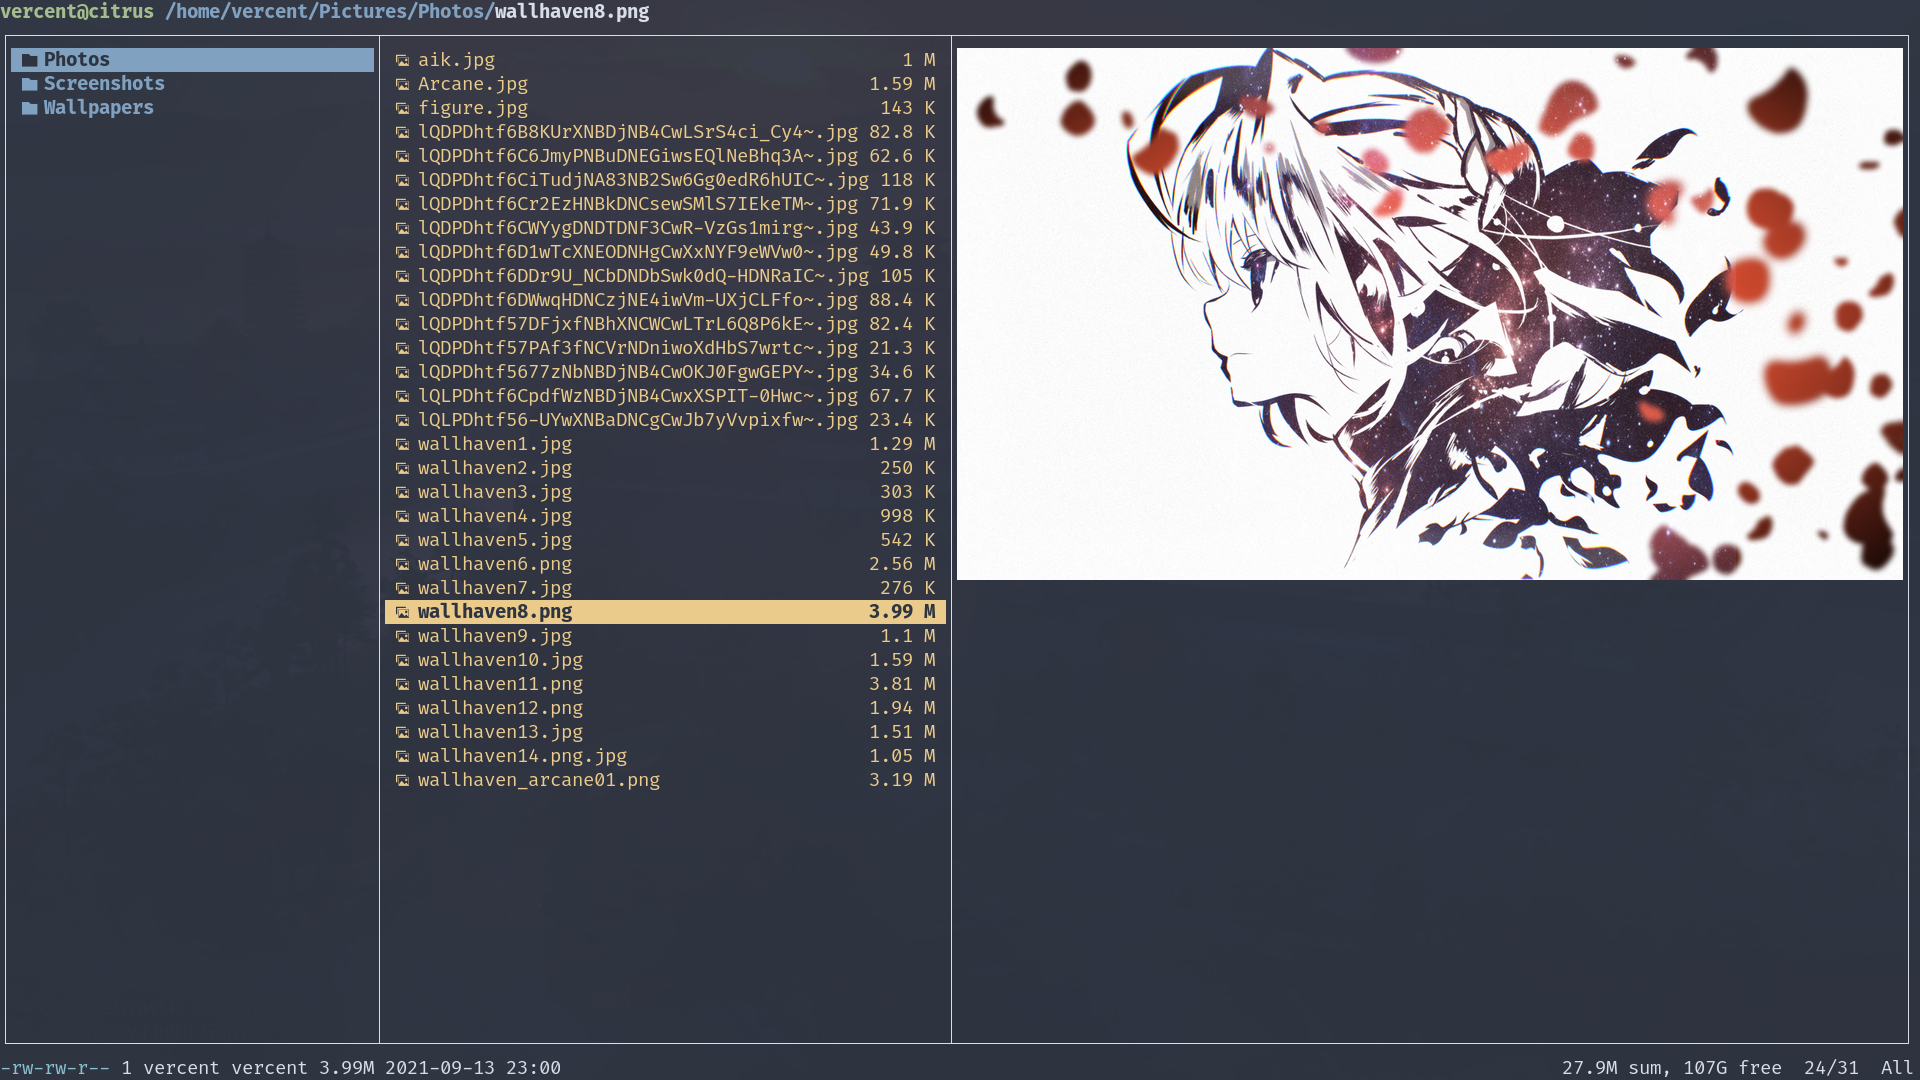 vercent@citrus /home/vercent/Pictures/Photos/wallhaven8.png
Photos
Screenshots
Wallpapers
aik.jpg 1 M
Arcane.jpg 1.59 M
figure.jpg 143 K
lQDPDhtf6B8KUrXNBDjNB4CwLSrS4ci_Cy4~.jpg 82.8 K
lQDPDhtf6C6JmyPNBuDNEGiwsEQlNeBhq3A~.jpg 62.6 K
lQDPDhtf6CiTudjNA83NB2Sw6Gg0edR6hUIC~.jpg 118 K
lQDPDhtf6Cr2EzHNBkDNCsewSMlS7IEkeTM~.jpg 71.9 K
lQDPDhtf6CWYygDNDTDNF3CwR-VzGs1mirg~.jpg 43.9 K
lQDPDhtf6D1wTcXNEODNHgCwXxNYF9eWVw0~.jpg 49.8 K
lQDPDhtf6DDr9U_NCbDNDbSwk0dQ-HDNRaIC~.jpg 105 K
lQDPDhtf6DWwqHDNCzjNE4iwVm-UXjCLFfo~.jpg 88.4 K
lQDPDhtf57DFjxfNBhXNCWCwLTrL6Q8P6kE~.jpg 82.4 K
lQDPDhtf57PAf3fNCVrNDniwoXdHbS7wrtc~.jpg 21.3 K
lQDPDhtf5677zNbNBDjNB4CwOKJ0FgwGEPY~.jpg 34.6 K
lQLPDhtf6CpdfWzNBDjNB4CwxXSPIT-0Hwc~.jpg 67.7 K
lQLPDhtf56-UYwXNBaDNCgCwJb7yVvpixfw~.jpg 23.4 K
wallhaven1.jpg 1.29 M
wallhaven2.jpg 250 K
wallhaven3.jpg 303 K
wallhaven4.jpg 998 K
wallhaven5.jpg 542 K
wallhaven6.png 2.56 M
wallhaven7.jpg 276 K
wallhaven8.png 3.99 M
wallhaven9.jpg 1.1 M
wallhaven10.jpg 1.59 M
wallhaven11.png 3.81 M
wallhaven12.png 1.94 M
wallhaven13.jpg 1.51 M
wallhaven14.png.jpg 1.05 M
wallhaven_arcane01.png 3.19 M
-rw-rw-r-- 1 vercent vercent 3.99M 2021-09-13 23:00 27.9M sum, 107G free 24/31 All